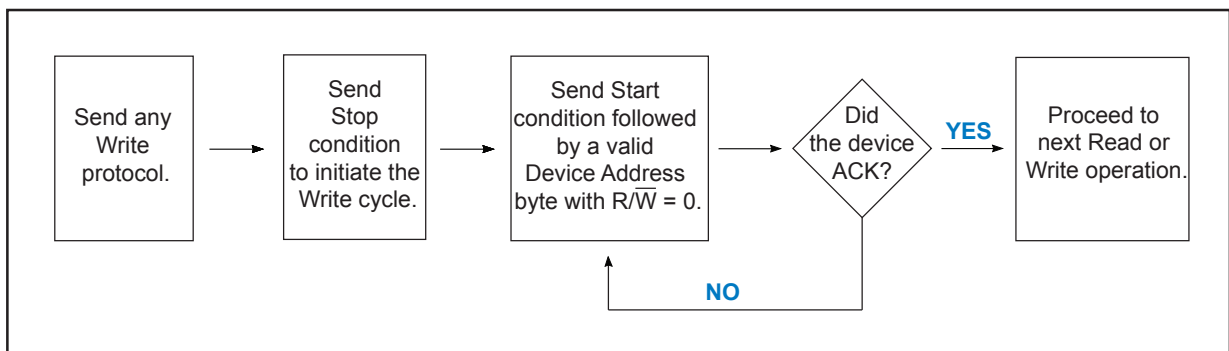 Send any
Write
protocol.
Send
Stop
condition
to initiate the
Write cycle.
Send Start
condition followed
by a valid
Device Address
byte with R/W̅ = 0.
Did
the device
ACK?
YES
Proceed to
next Read or
Write operation.
NO